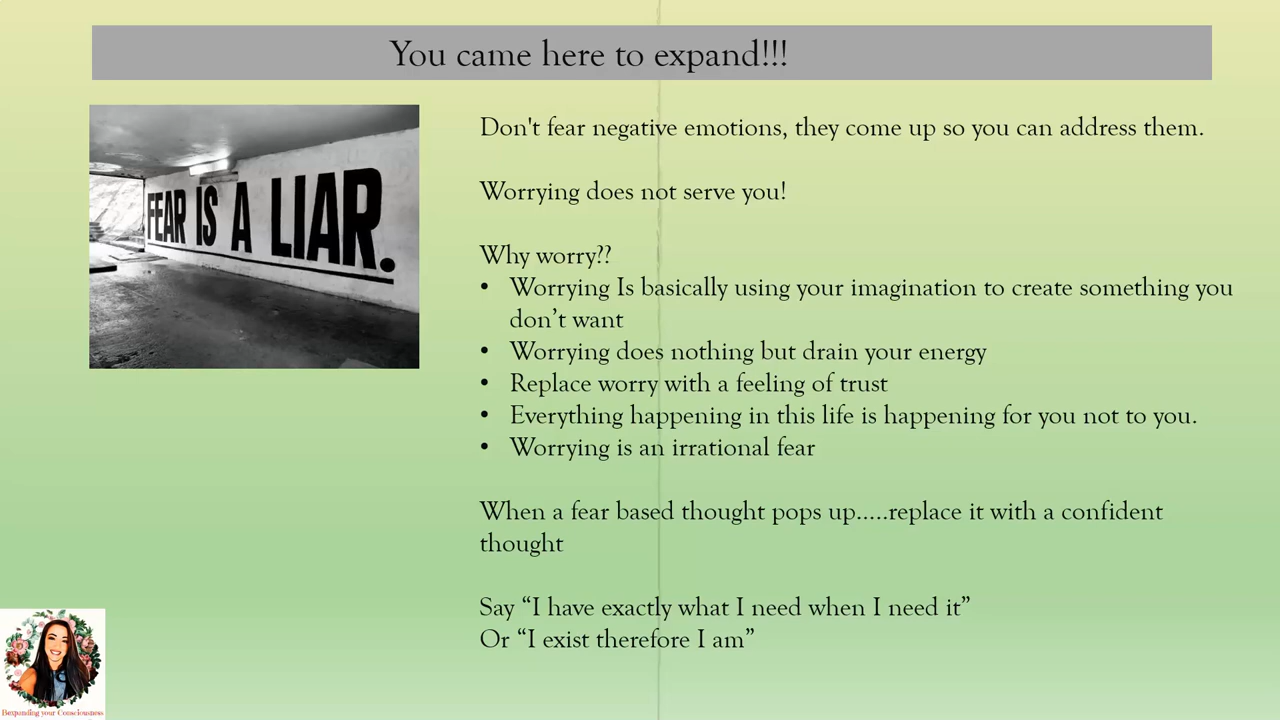 You came here to expand!!!
FEAR IS A LIAR.
Don't fear negative emotions, they come up so you can address them.
Worrying does not serve you!
Why worry??
• Worrying Is basically using your imagination to create something you
don't want
• Worrying does nothing but drain your energy
• Replace worry with a feeling of trust
• Everything happening in this life is happening for you not to you.
• Worrying is an irrational fear
When a fear based thought pops up.....replace it with a confident
thought
Say “I have exactly what I need when I need it”
Or “I exist therefore I am”
Bexpanding your Consciousness